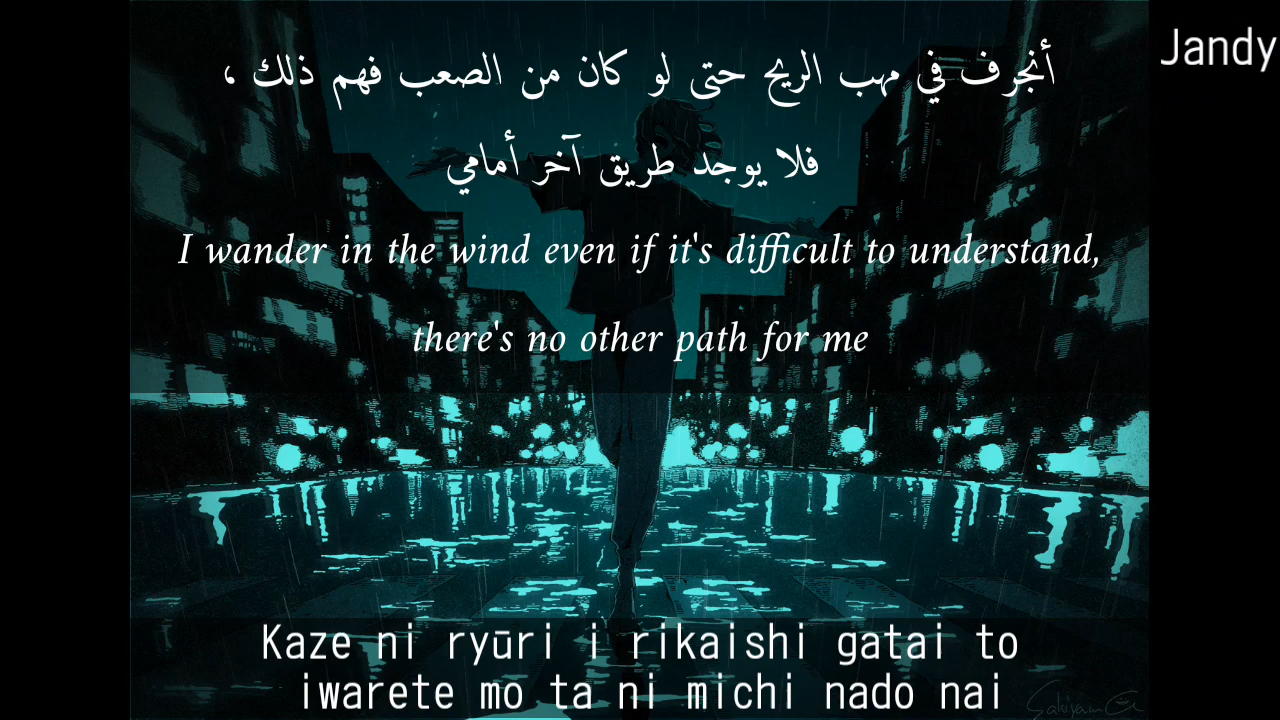 أنجرف في مهب الريح حتى لو كان من الصعب فهم ذلك ،
فلا يوجد طريق آخر أمامي
I wander in the wind even if it's difficult to understand,
there's no other path for me
Kaze ni ryūri i rikaishi gatai to
iwarete mo ta ni michi nado nai
Jandy